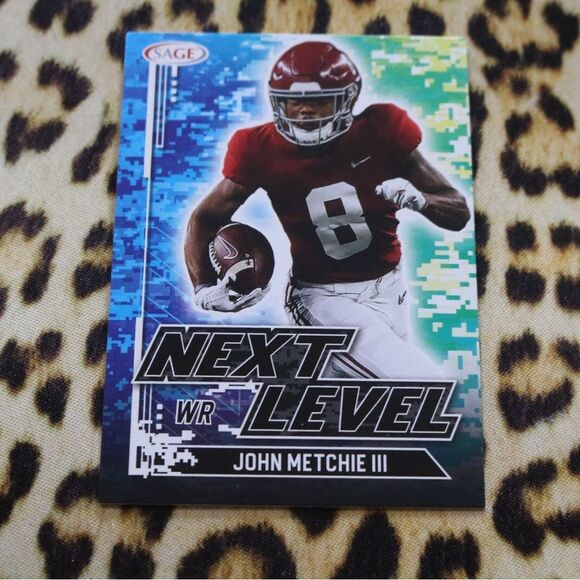 SAGE
8
NEXT
WR LEVEL
JOHN METCHIE III